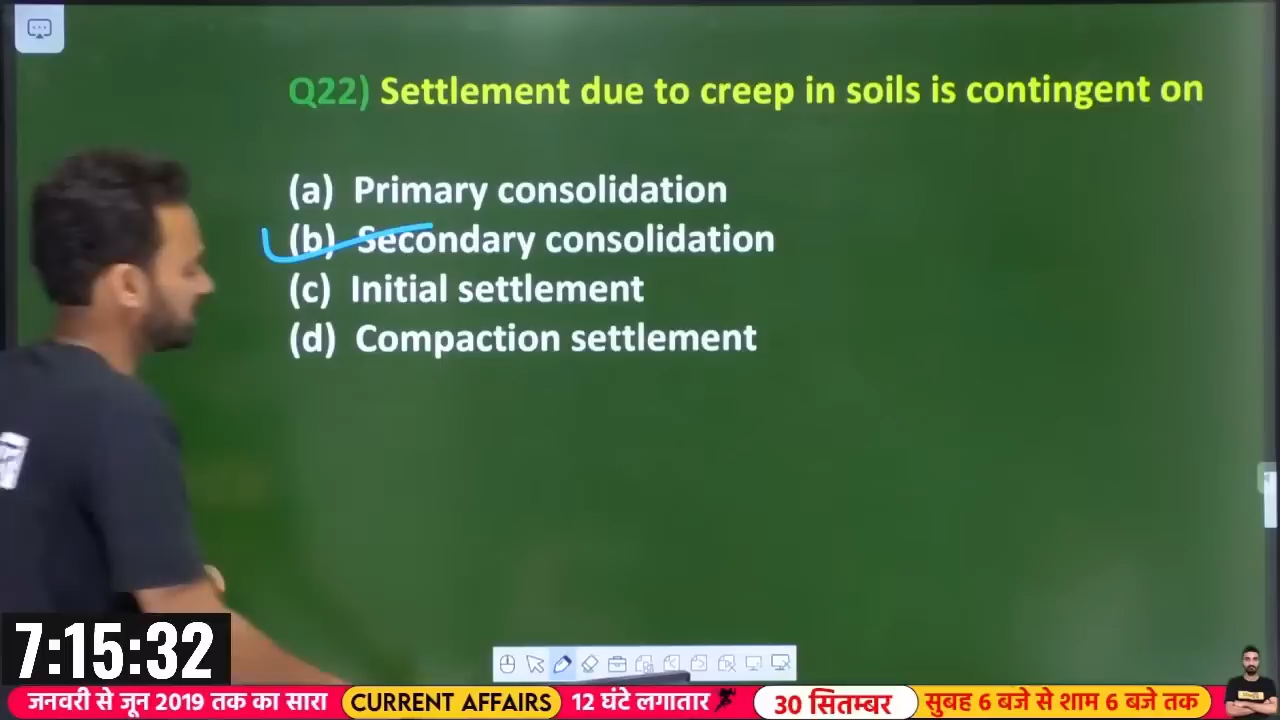 Q22) Settlement due to creep in soils is contingent on
(a) Primary consolidation
(b) Secondary consolidation
(c) Initial settlement
(d) Compaction settlement
7:15:32
जनवरी से जून 2019 तक का सारा CURRENT AFFAIRS 12 घंटे लगातार 30 सितम्बर सुबह 6 बजे से शाम 6 बजे तक